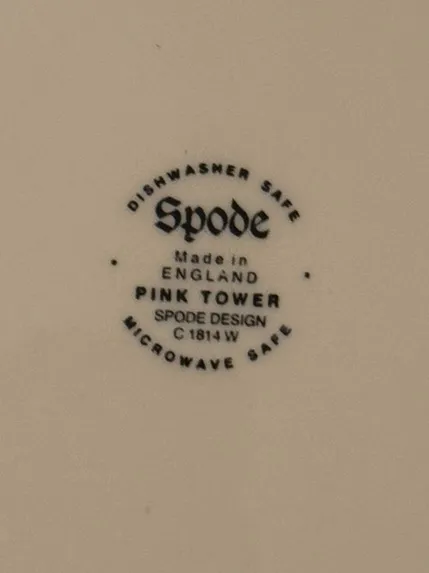 DISHWASHER SAFE
Spode
Made in
ENGLAND
PINK TOWER
SPODE DESIGN
C 1814 W
MICROWAVE SAFE